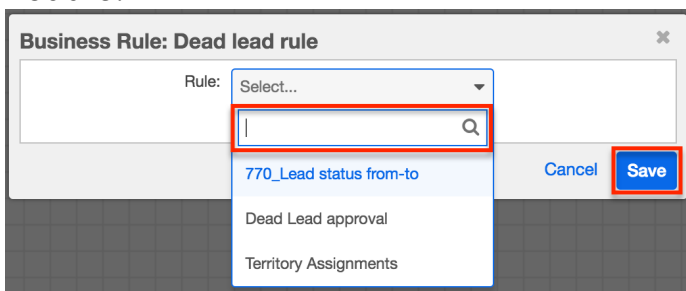 Business Rule: Dead lead rule
Rule: Select...
770_Lead status from-to
Cancel Save
Dead Lead approval
Territory Assignments